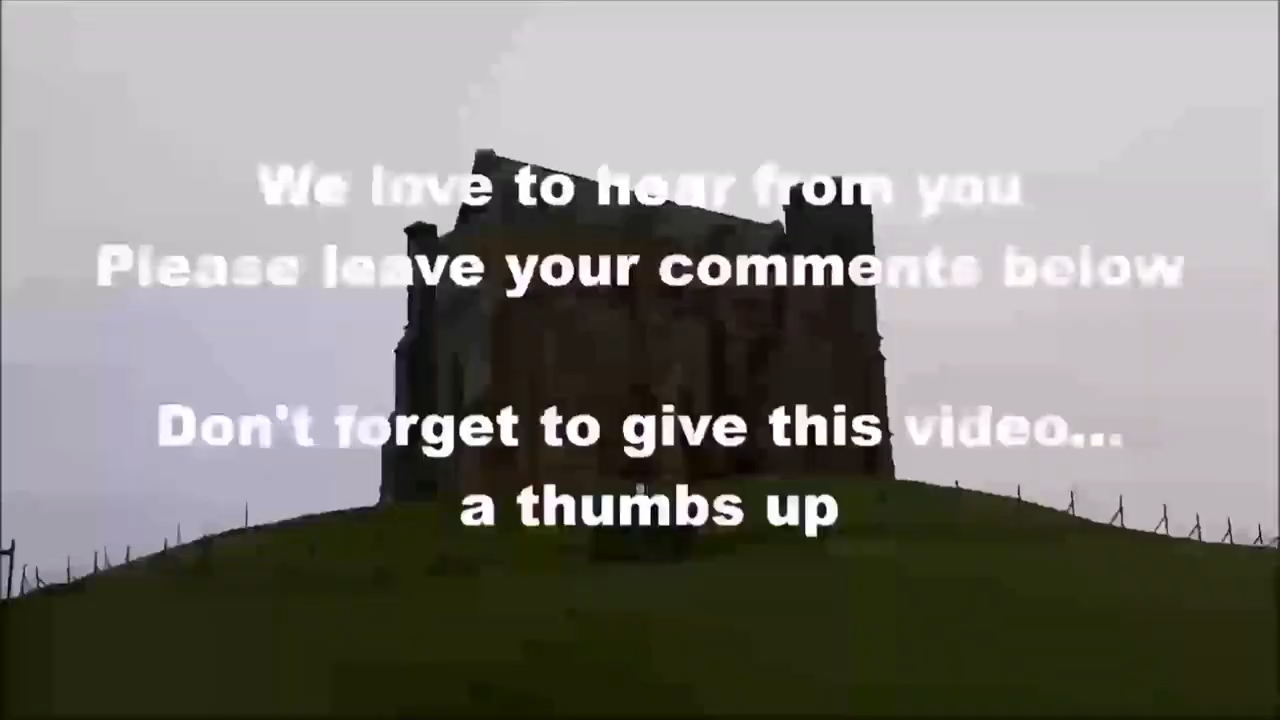 We love to hear from you
Please leave your comments below
Don't forget to give this video...
a thumbs up